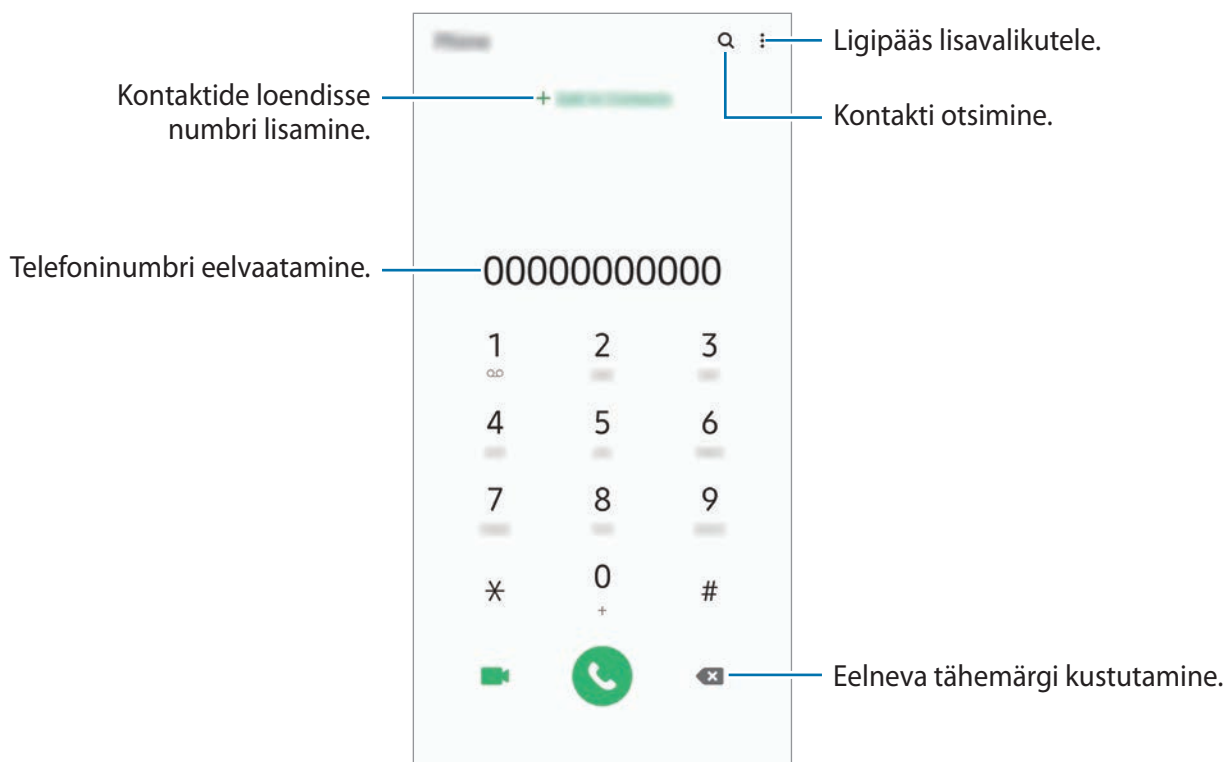 Ligipääs lisavalikutele.
Kontaktide loendisse
numbri lisamine.
+
Kontakti otsimine.
Telefoninumbri eelvaatamine.
00000000000
1 2 3
4 5 6
7 8 9
* 0 #
+
Eelneva tähemärgi kustutamine.